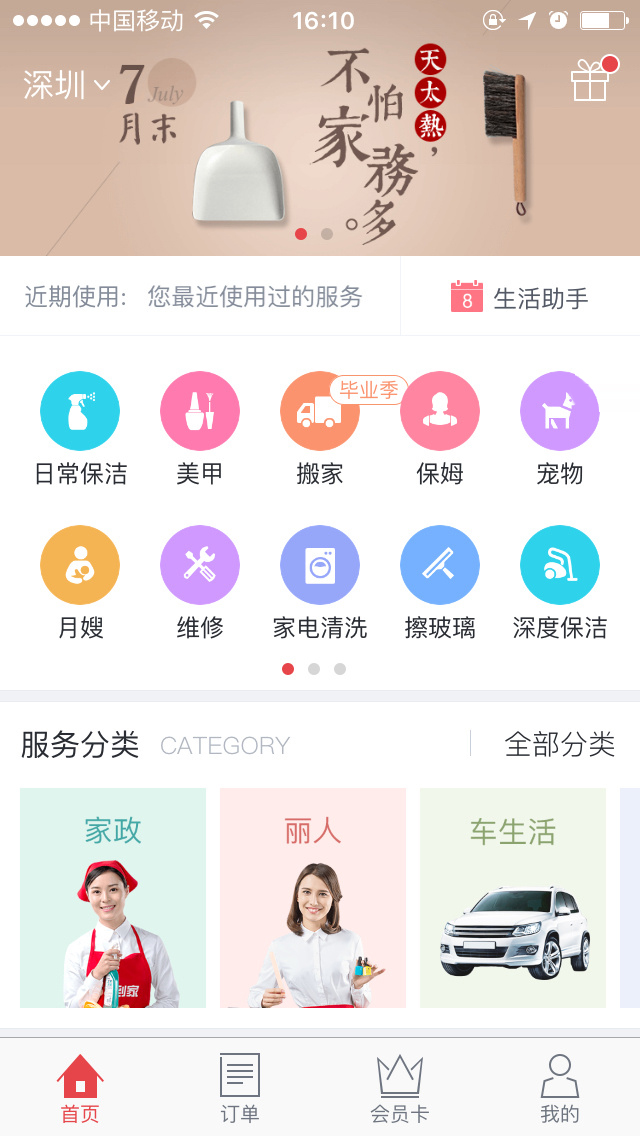 中国移动 16:10
深圳
7
July
月末
天太熱，
不怕
家務
多。
近期使用: 您最近使用过的服务
8 生活助手
毕业季
日常保洁 美甲 搬家 保姆 宠物
月嫂 维修 家电清洗 擦玻璃 深度保洁
服务分类 CATEGORY 全部分类
家政 丽人 车生活
到家
首页 订单 会员卡 我的